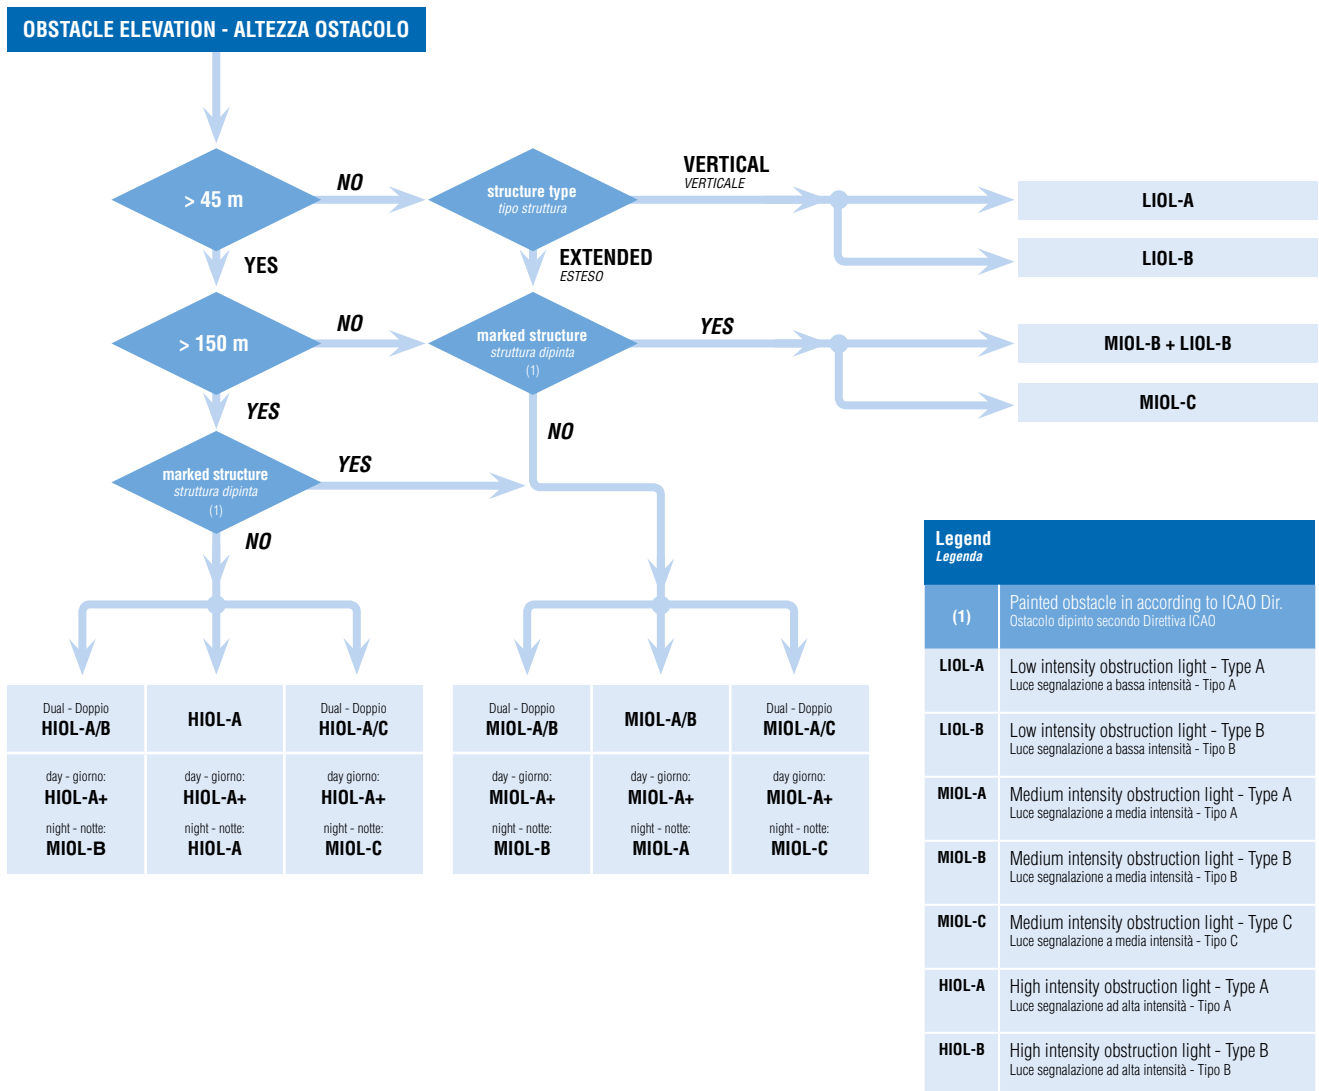 OBSTACLE ELEVATION - ALTEZZA OSTACOLO
> 45 m
NO
structure type
tipo struttura
VERTICAL
VERTICALE
LIOL-A
LIOL-B
YES
EXTENDED
ESTESO
> 150 m
NO
marked structure
struttura dipinta
(1)
YES
MIOL-B + LIOL-B
MIOL-C
YES
NO
marked structure
struttura dipinta
(1)
YES
NO
Dual - Doppio
HIOL-A/B
HIOL-A
Dual - Doppio
HIOL-A/C
day - giorno:
HIOL-A+
night - notte:
MIOL-B
day - giorno:
HIOL-A+
night - notte:
HIOL-A
day giorno:
HIOL-A+
night - notte:
MIOL-C
Dual - Doppio
MIOL-A/B
MIOL-A/B
Dual - Doppio
MIOL-A/C
day - giorno:
MIOL-A+
night - notte:
MIOL-B
day - giorno:
MIOL-A+
night - notte:
MIOL-A
day giorno:
MIOL-A+
night - notte:
MIOL-C
Legend
Legenda
(1)
Painted obstacle in according to ICAO Dir.
Ostacolo dipinto secondo Direttiva ICAO
LIOL-A
Low intensity obstruction light - Type A
Luce segnalazione a bassa intensità - Tipo A
LIOL-B
Low intensity obstruction light - Type B
Luce segnalazione a bassa intensità - Tipo B
MIOL-A
Medium intensity obstruction light - Type A
Luce segnalazione a media intensità - Tipo A
MIOL-B
Medium intensity obstruction light - Type B
Luce segnalazione a media intensità - Tipo B
MIOL-C
Medium intensity obstruction light - Type C
Luce segnalazione a media intensità - Tipo C
HIOL-A
High intensity obstruction light - Type A
Luce segnalazione ad alta intensità - Tipo A
HIOL-B
High intensity obstruction light - Type B
Luce segnalazione ad alta intensità - Tipo B